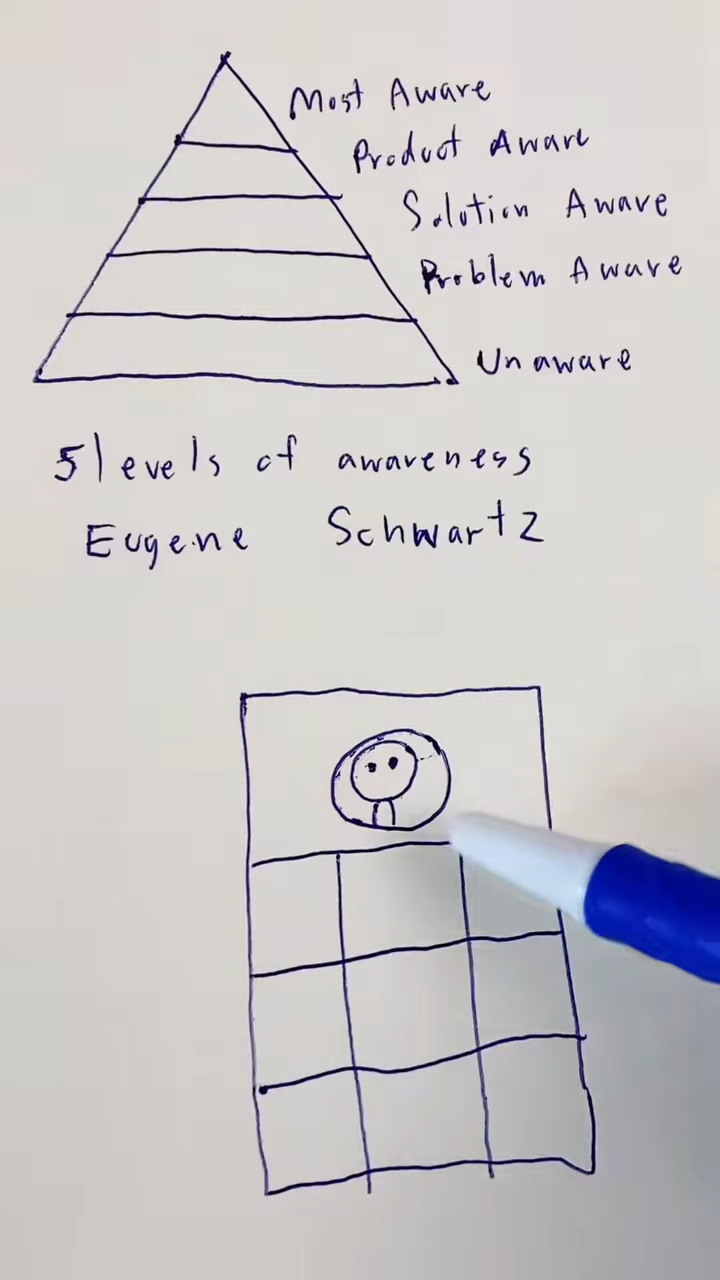 Most Aware
Product Aware
Solution Aware
Problem Aware
Unaware
5 levels of awareness
Eugene Schwartz